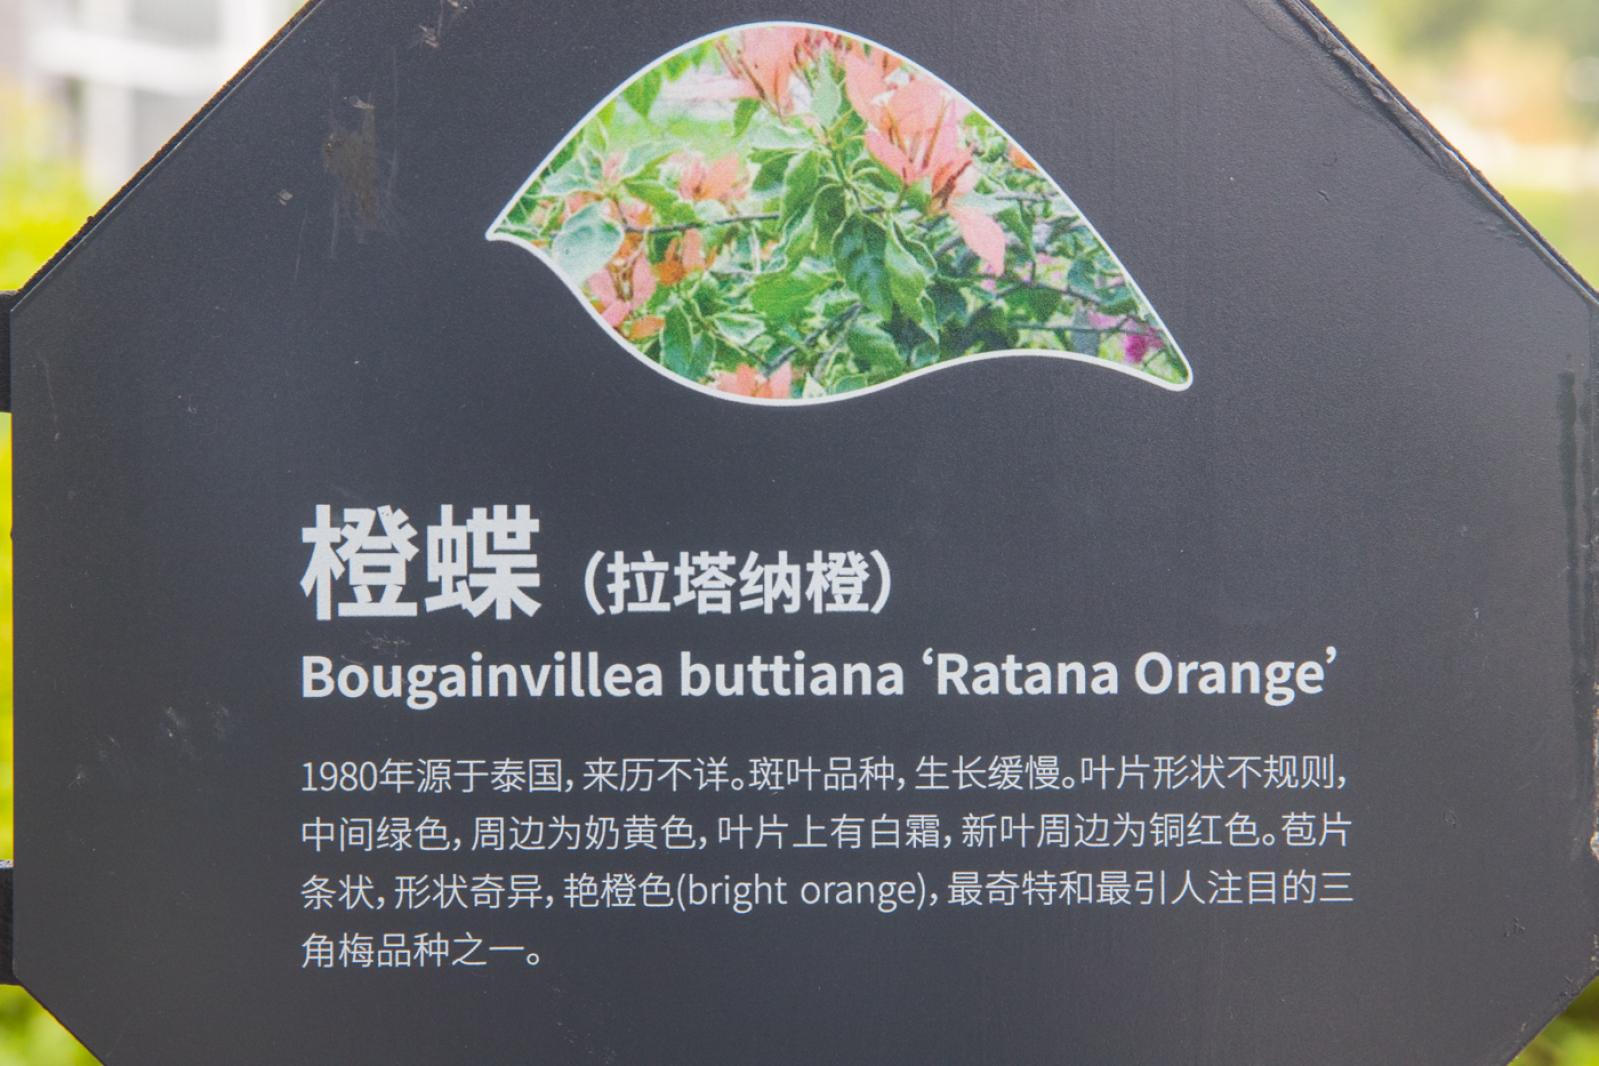 橙蝶（拉塔纳橙）
Bougainvillea buttiana ‘Ratana Orange’
1980年源于泰国，来历不详。斑叶品种，生长缓慢。叶片形状不规则，
中间绿色，周边为奶黄色，叶片上有白霜，新叶周边为铜红色。苞片
条状，形状奇异，艳橙色(bright orange)，最奇特和最引人注目的三
角梅品种之一。